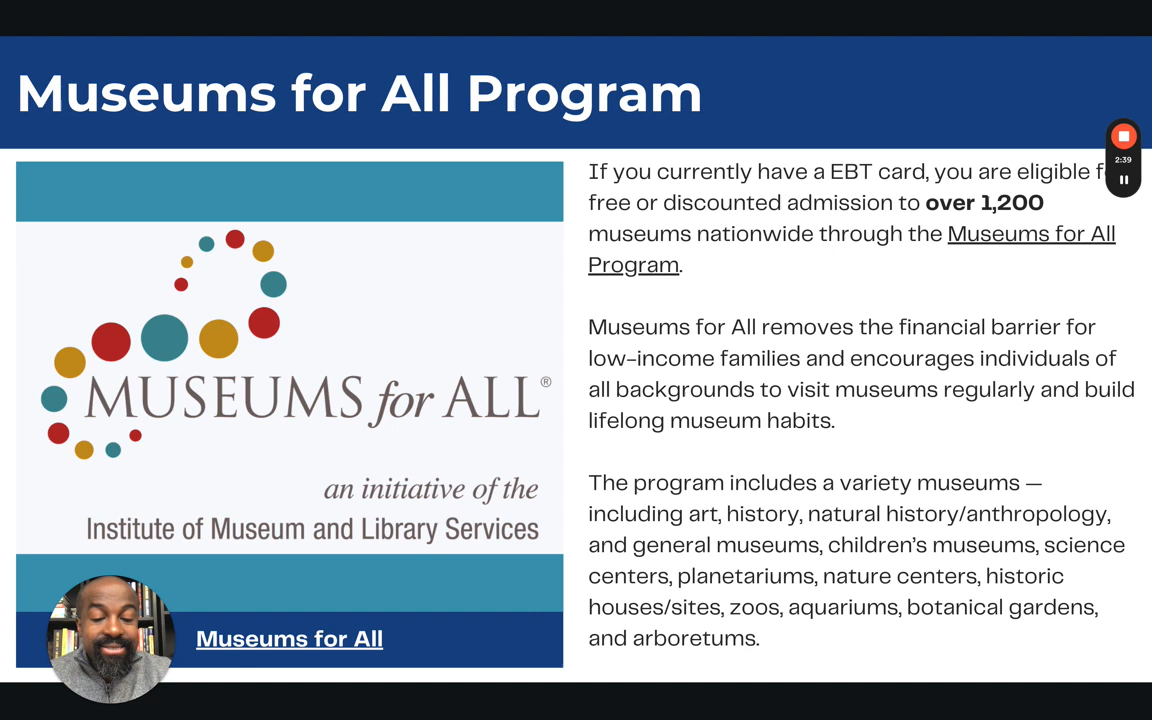 Museums for All Program
If you currently have a EBT card, you are eligible
free or discounted admission to over 1,200
museums nationwide through the Museums for All
Program.
Museums for All removes the financial barrier for
low-income families and encourages individuals of
all backgrounds to visit museums regularly and build
lifelong museum habits.
The program includes a variety museums —
including art, history, natural history/anthropology,
and general museums, children's museums, science
centers, planetariums, nature centers, historic
houses/sites, zoos, aquariums, botanical gardens,
and arboretums.
MUSEUMS for ALL®
an initiative of the
Institute of Museum and Library Services
Museums for All
2:39